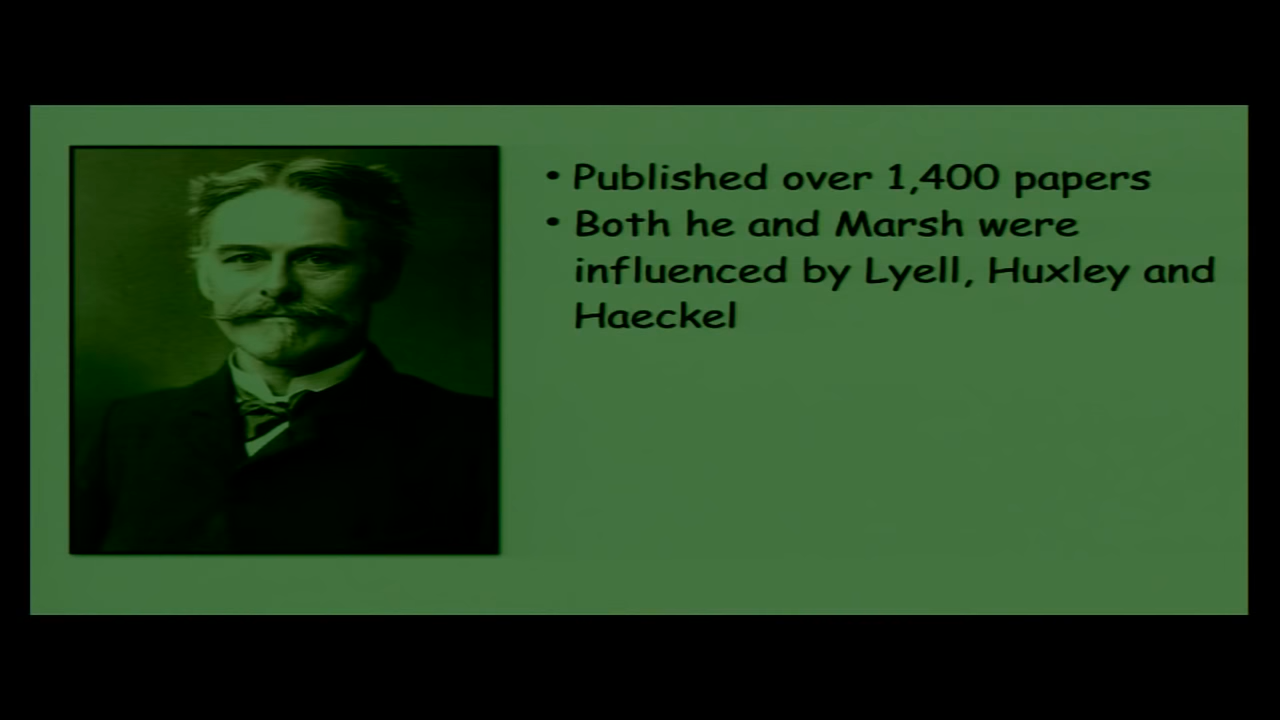 • Published over 1,400 papers
• Both he and Marsh were
influenced by Lyell, Huxley and
Haeckel